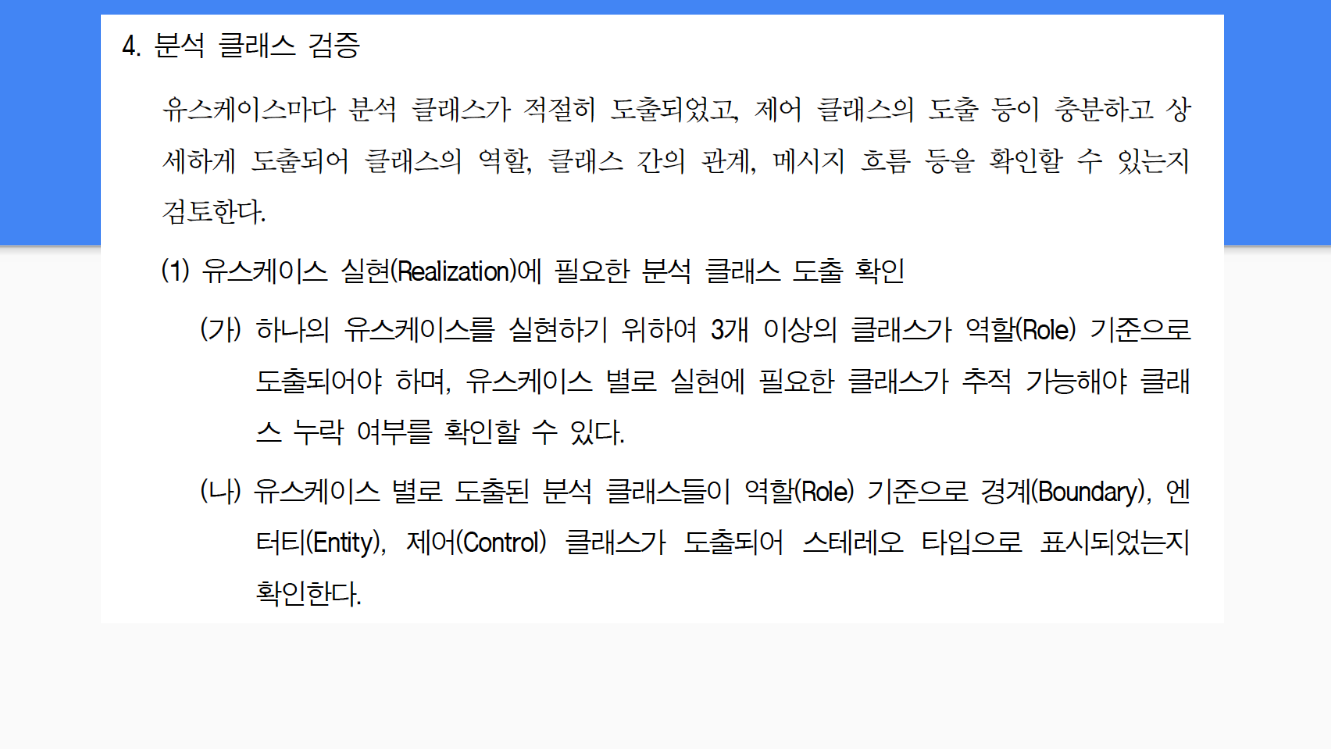 4. 분석 클래스 검증
유스케이스마다 분석 클래스가 적절히 도출되었고, 제어 클래스의 도출 등이 충분하고 상
세하게 도출되어 클래스의 역할, 클래스 간의 관계, 메시지 흐름 등을 확인할 수 있는지
검토한다.
(1) 유스케이스 실현(Realization)에 필요한 분석 클래스 도출 확인
(가) 하나의 유스케이스를 실현하기 위하여 3개 이상의 클래스가 역할(Role) 기준으로
도출되어야 하며, 유스케이스 별로 실현에 필요한 클래스가 추적 가능해야 클래
스 누락 여부를 확인할 수 있다.
(나) 유스케이스 별로 도출된 분석 클래스들이 역할(Role) 기준으로 경계(Boundary), 엔
터티(Entity), 제어(Control) 클래스가 도출되어 스테레오 타입으로 표시되었는지
확인한다.